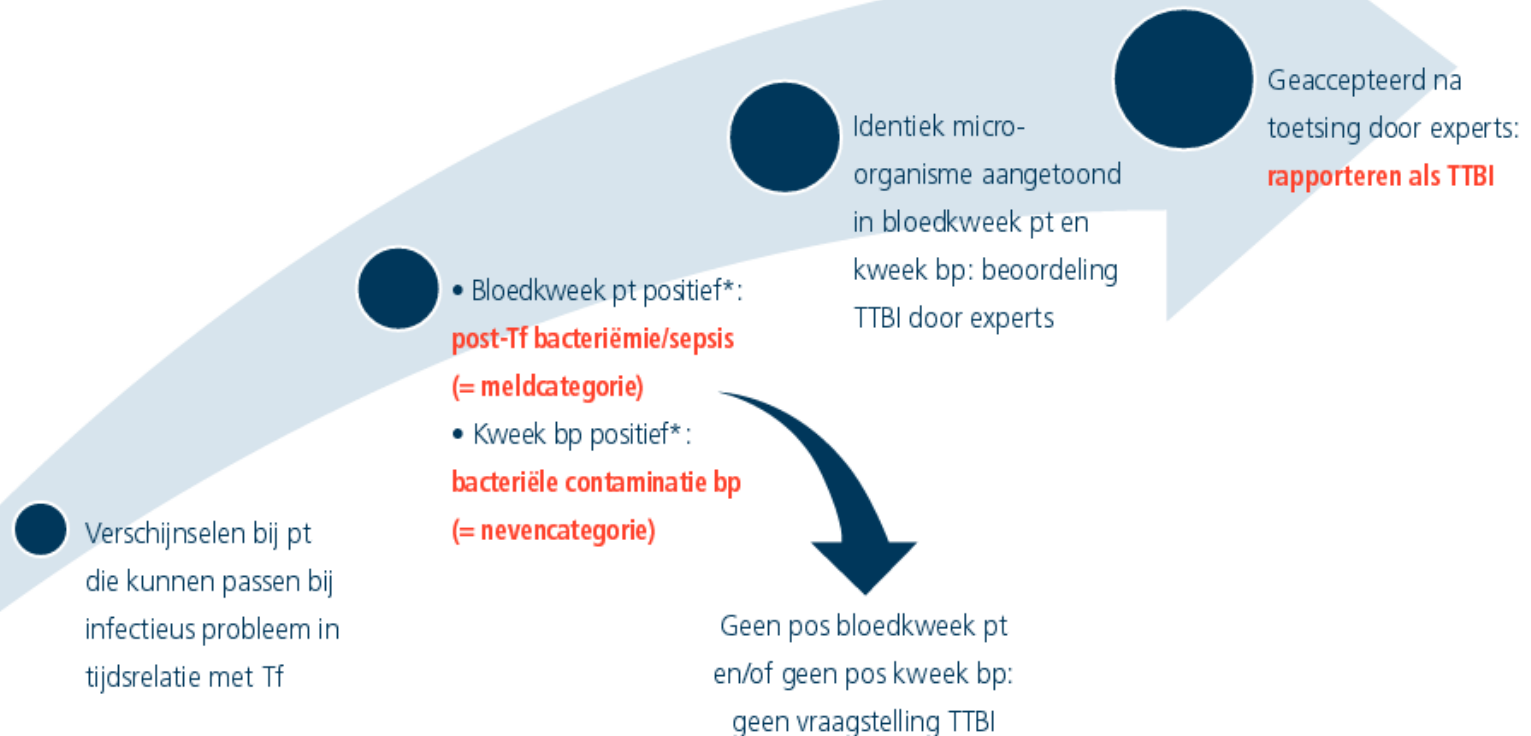 Verschijnselen bij pt
die kunnen passen bij
infectieus probleem in
tijdsrelatie met Tf
• Bloedkweek pt positief*:
post-Tf bacteriëmie/sepsis
(= meldcategorie)
• Kweek bp positief*:
bacteriële contaminatie bp
(= nevencategorie)
Geen pos bloedkweek pt
en/of geen pos kweek bp:
geen vraagstelling TTBI
Identiek micro-
organisme aangetoond
in bloedkweek pt en
kweek bp: beoordeling
TTBI door experts
Geaccepteerd na
toetsing door experts:
rapporteren als TTBI